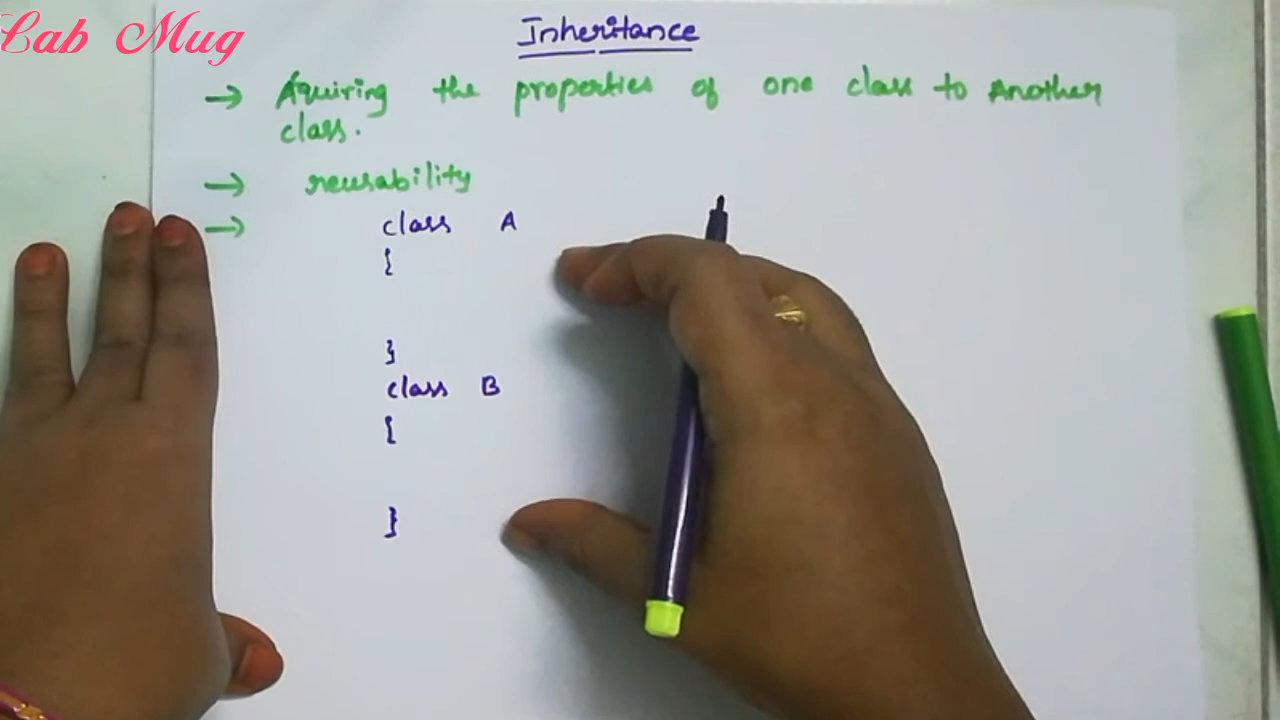 Lab Mug
Inheritance
→ Aquiring the properties of one class to Another
class.
→ reusability
→ class A
{
}
class B
{
}